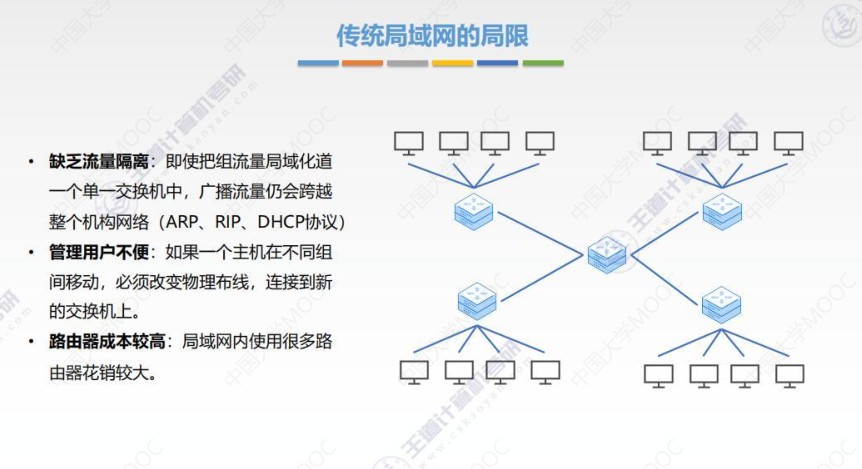 传统局域网的局限
• 缺乏流量隔离：即使把组流量局域化道
一个单一交换机中，广播流量仍会跨越
整个机构网络（ARP、RIP、DHCP协议）
• 管理用户不便：如果一个主机在不同组
间移动，必须改变物理布线，连接到新
的交换机上。
• 路由器成本较高：局域网内使用很多路
由器花销较大。
中国大学MOOC
王道计算机考研
www.cskaoyan.com